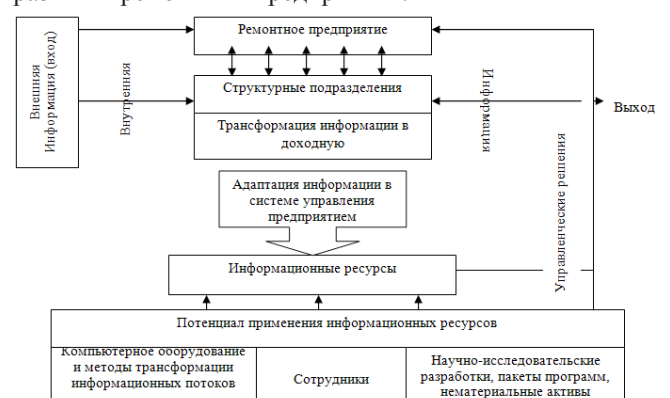 Ремонтное предприятие
Внешняя
Информация (вход)
Внутренняя
Структурные подразделения
Информация
Выход
Трансформация информации в
доходную
Управленческие решения
Адаптация информации в
системе управления
предприятием
Информационные ресурсы
Потенциал применения информационных ресурсов
Компьютерное оборудование
и методы трансформации
информационных потоков
Сотрудники
Научно-исследовательские
разработки, пакеты программ,
нематериальные активы